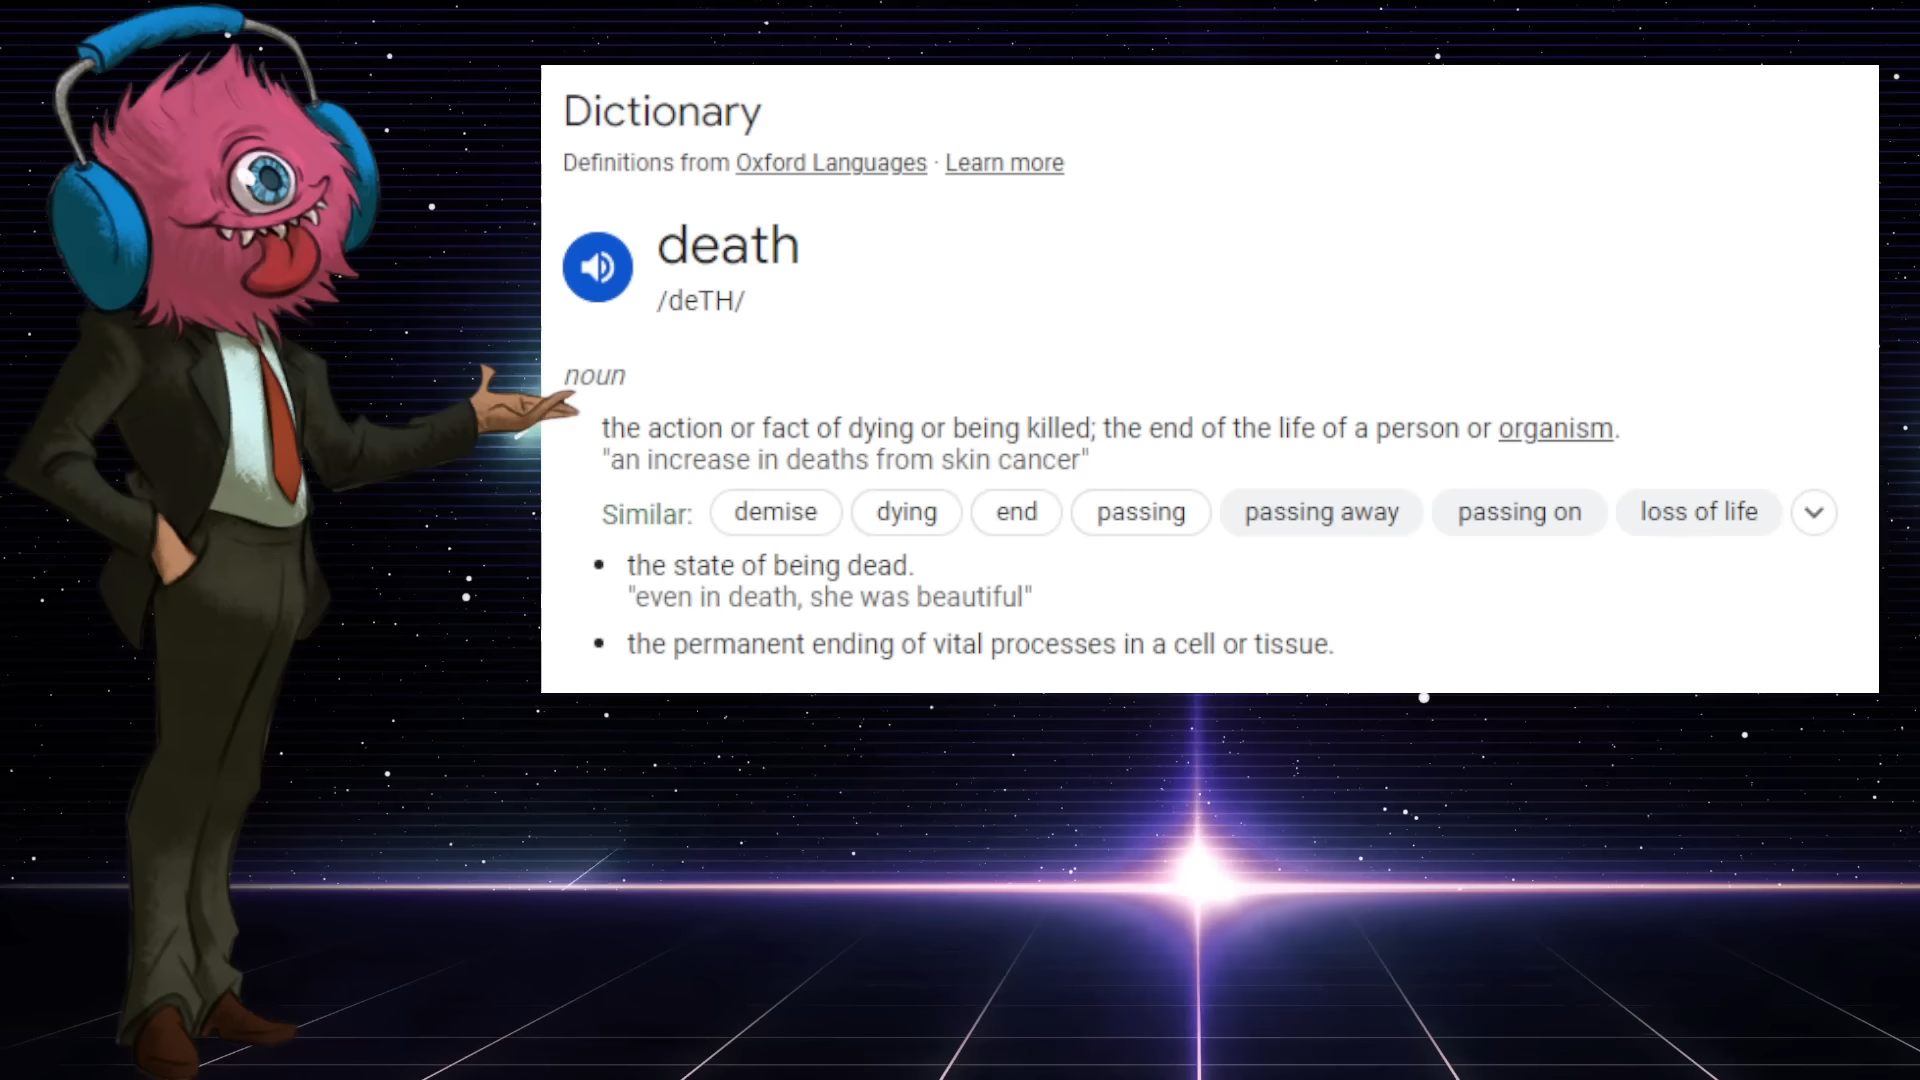 Dictionary
Definitions from Oxford Languages · Learn more
death
/deTH/
noun
the action or fact of dying or being killed; the end of the life of a person or organism.
"an increase in deaths from skin cancer"
Similar: demise dying end passing passing away passing on loss of life
• the state of being dead.
"even in death, she was beautiful"
• the permanent ending of vital processes in a cell or tissue.